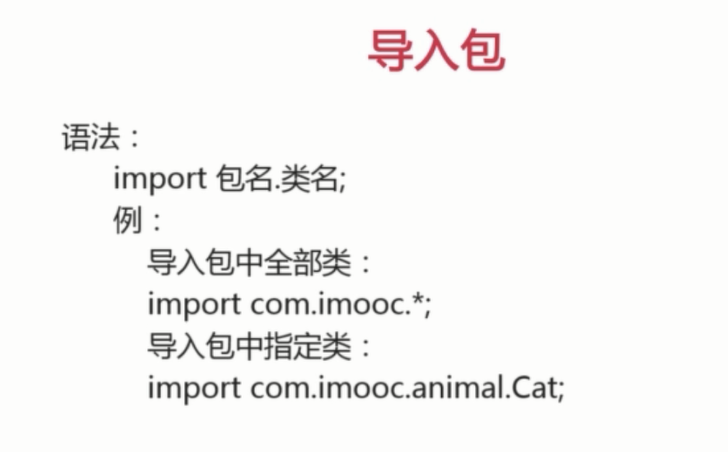 导入包
语法：
import 包名.类名;
例：
导入包中全部类：
import com.imooc.*;
导入包中指定类：
import com.imooc.animal.Cat;